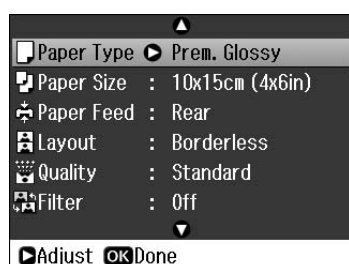 Paper Type Prem. Glossy
Paper Size : 10x15cm (4x6in)
Paper Feed : Rear
Layout : Borderless
Quality : Standard
Filter : Off
Adjust OK Done